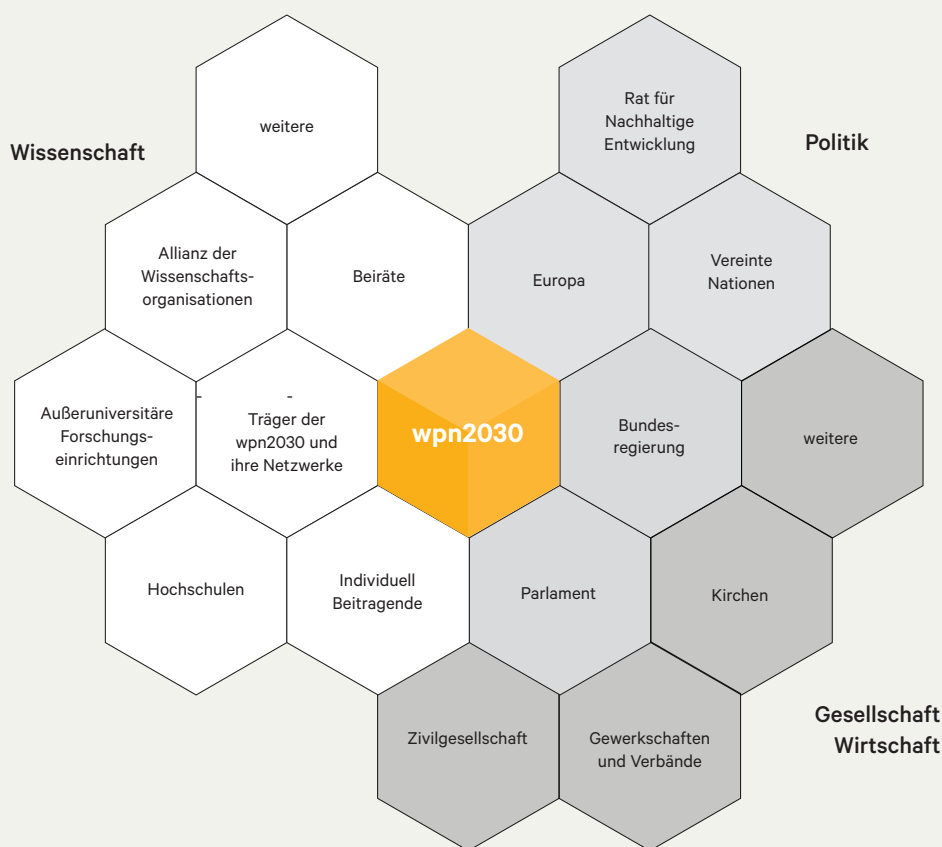 weitere
Rat für
Nachhaltige
Entwicklung
Wissenschaft
Politik
Allianz der
Wissenschafts-
organisationen
Beiräte
Europa
Vereinte
Nationen
Außeruniversitäre
Forschungs-
einrichtungen
Träger der
wpn2030 und
ihre Netzwerke
wpn2030
Bundes-
regierung
weitere
Hochschulen
Individuell
Beitragende
Parlament
Kirchen
Zivilgesellschaft
Gewerkschaften
und Verbände
Gesellschaft
Wirtschaft